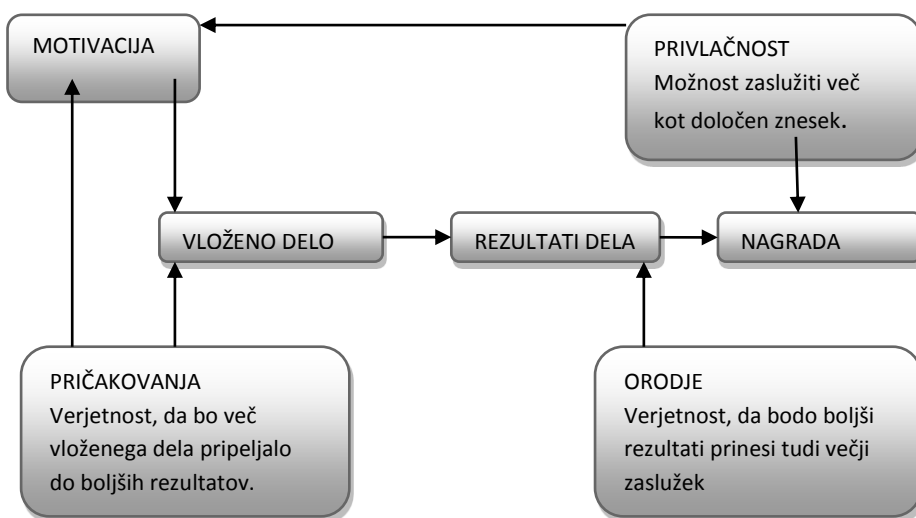 MOTIVACIJA
PRIVLAČNOST
Možnost zaslužiti več
kot določen znesek.
VLOŽENO DELO
REZULTATI DELA
NAGRADA
PRIČAKOVANJA
Verjetnost, da bo več
vloženega dela pripeljalo
do boljših rezultatov.
ORODJE
Verjetnost, da bodo boljši
rezultati prinesi tudi večji
zaslužek